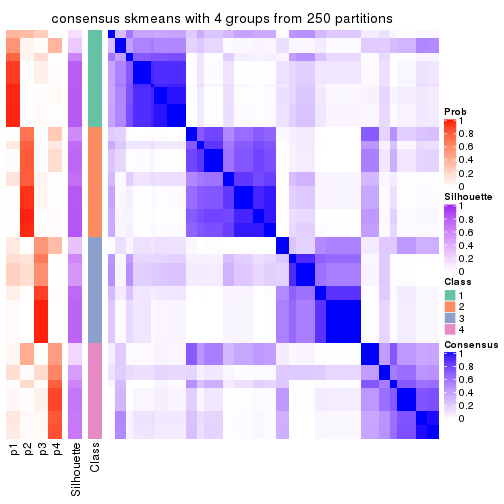 consensus skmeans with 4 groups from 250 partitions
Prob
1
0.8
0.6
0.4
0.2
0
Silhouette
1
0.8
0.6
0.4
0.2
0
Class
1
2
3
4
Consensus
1
0.8
0.6
0.4
0.2
0
p1
p2
p3
p4
Silhouette
Class